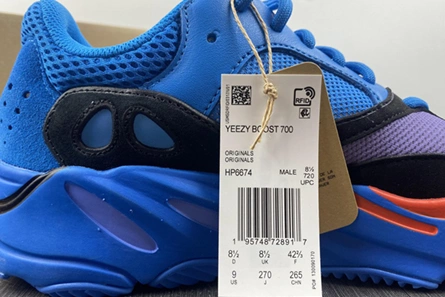 RFID
YEEZY BOOST 700
ORIGINALS
ORIGINALS
HP6674 MALE 8½
720
UPC
1 95748 72891 7
8½ 8½ 42⅔
D UK F
9 270 265
US J CHN